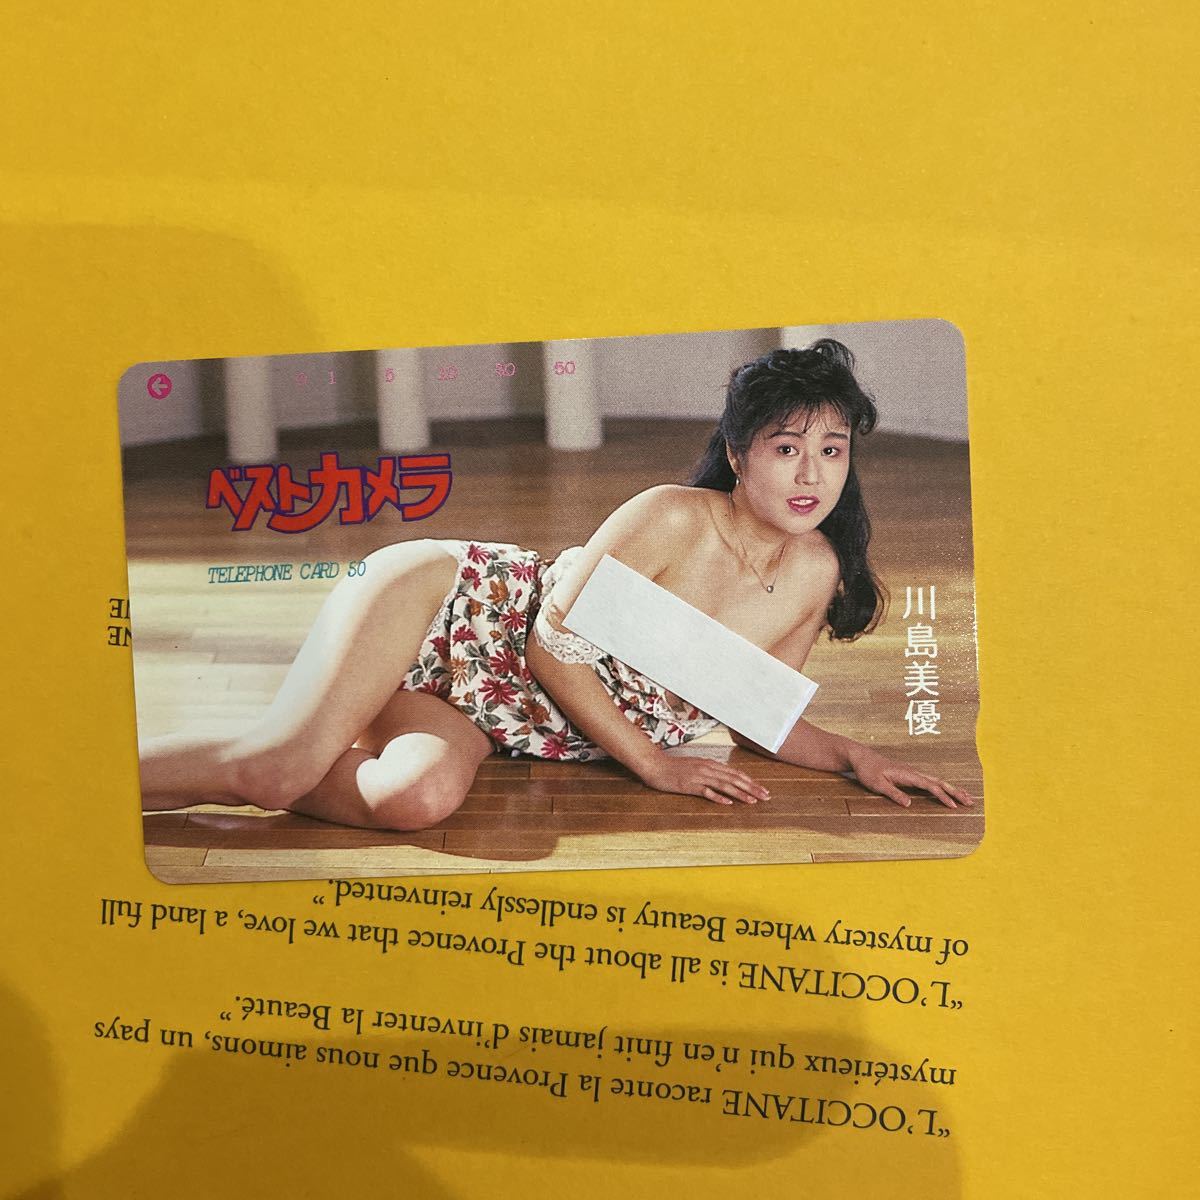 0 1 5 10 30 50
ベストカメラ
TELEPHONE CARD 50
川島美優
“L’OCCITANE raconte la Provence que nous aimons, un pays
mystérieux qui n’en finit jamais d’inventer la Beauté.”
“L’OCCITANE is all about the Provence that we love, a land full
of mystery where Beauty is endlessly reinvented.”
NE
NE